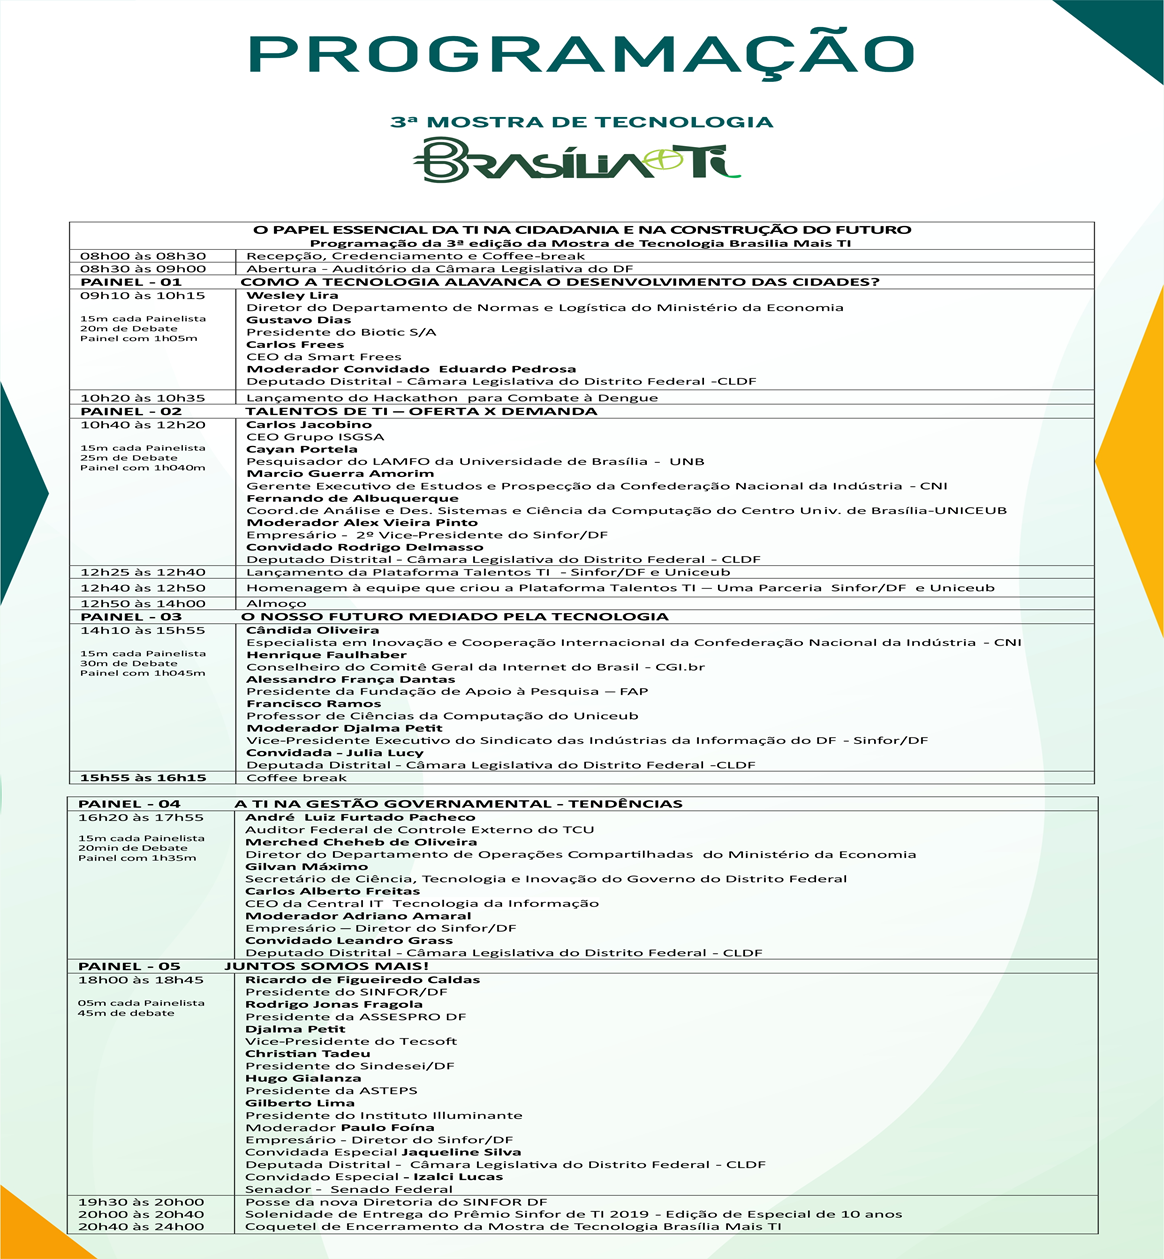 PROGRAMAÇÃO
3ª MOSTRA DE TECNOLOGIA
BRASÍLIA+TI
O PAPEL ESSENCIAL DA TI NA CIDADANIA E NA CONSTRUÇÃO DO FUTURO
Programação da 3ª edição da Mostra de Tecnologia Brasilia Mais TI
08h00 às 08h30 Recepção, Credenciamento e Coffee-break
08h30 às 09h00 Abertura - Auditório da Câmara Legislativa do DF
PAINEL - 01 COMO A TECNOLOGIA ALAVANCA O DESENVOLVIMENTO DAS CIDADES?
09h10 às 10h15 Wesley Lira
Diretor do Departamento de Normas e Logística do Ministério da Economia
15m cada Painelista Gustavo Dias
20m de Debate Presidente do Biotic S/A
Painel com 1h05m Carlos Frees
CEO da Smart Frees
Moderador Convidado Eduardo Pedrosa
Deputado Distrital - Câmara Legislativa do Distrito Federal -CLDF
10h20 às 10h35 Lançamento do Hackathon para Combate à Dengue
PAINEL - 02 TALENTOS DE TI – OFERTA X DEMANDA
10h40 às 12h20 Carlos Jacobino
CEO Grupo ISGSA
15m cada Painelista Cayan Portela
25m de Debate Pesquisador do LAMFO da Universidade de Brasília - UNB
Painel com 1h040m Marcio Guerra Amorim
Gerente Executivo de Estudos e Prospecção da Confederação Nacional da Indústria - CNI
Fernando de Albuquerque
Coord.de Análise e Des. Sistemas e Ciência da Computação do Centro Univ. de Brasília-UNICEUB
Moderador Alex Vieira Pinto
Empresário - 2º Vice-Presidente do Sinfor/DF
Convidado Rodrigo Delmasso
Deputado Distrital - Câmara Legislativa do Distrito Federal - CLDF
12h25 às 12h40 Lançamento da Plataforma Talentos TI - Sinfor/DF e Uniceub
12h40 às 12h50 Homenagem à equipe que criou a Plataforma Talentos TI – Uma Parceria Sinfor/DF e Uniceub
12h50 às 14h00 Almoço
PAINEL - 03 O NOSSO FUTURO MEDIADO PELA TECNOLOGIA
14h10 às 15h55 Cândida Oliveira
Especialista em Inovação e Cooperação Internacional da Confederação Nacional da Indústria - CNI
15m cada Painelista Henrique Faulhaber
30m de Debate Conselheiro do Comitê Geral da Internet do Brasil - CGI.br
Painel com 1h045m Alessandro França Dantas
Presidente da Fundação de Apoio à Pesquisa – FAP
Francisco Ramos
Professor de Ciências da Computação do Uniceub
Moderador Djalma Petit
Vice-Presidente Executivo do Sindicato das Indústrias da Informação do DF - Sinfor/DF
Convidada - Julia Lucy
Deputada Distrital - Câmara Legislativa do Distrito Federal -CLDF
15h55 às 16h15 Coffee break
PAINEL - 04 A TI NA GESTÃO GOVERNAMENTAL - TENDÊNCIAS
16h20 às 17h55 André Luiz Furtado Pacheco
Auditor Federal de Controle Externo do TCU
15m cada Painelista Merched Cheheb de Oliveira
20min de Debate Diretor do Departamento de Operações Compartilhadas do Ministério da Economia
Painel com 1h35m Gilvan Máximo
Secretário de Ciência, Tecnologia e Inovação do Governo do Distrito Federal
Carlos Alberto Freitas
CEO da Central IT Tecnologia da Informação
Moderador Adriano Amaral
Empresário – Diretor do Sinfor/DF
Convidado Leandro Grass
Deputado Distrital - Câmara Legislativa do Distrito Federal - CLDF
PAINEL - 05 JUNTOS SOMOS MAIS!
18h00 às 18h45 Ricardo de Figueiredo Caldas
Presidente do SINFOR/DF
05m cada Painelista Rodrigo Jonas Fragola
45m de debate Presidente da ASSESPRO DF
Djalma Petit
Vice-Presidente do Tecsoft
Christian Tadeu
Presidente do Sindesei/DF
Hugo Gialanza
Presidente da ASTEPS
Gilberto Lima
Presidente do Instituto Illuminante
Moderador Paulo Foína
Empresário - Diretor do Sinfor/DF
Convidada Especial Jaqueline Silva
Deputada Distrital - Câmara Legislativa do Distrito Federal - CLDF
Convidado Especial - Izalci Lucas
Senador - Senado Federal
19h30 às 20h00 Posse da nova Diretoria do SINFOR DF
20h00 às 20h40 Solenidade de Entrega do Prêmio Sinfor de TI 2019 - Edição de Especial de 10 anos
20h40 às 24h00 Coquetel de Encerramento da Mostra de Tecnologia Brasília Mais TI